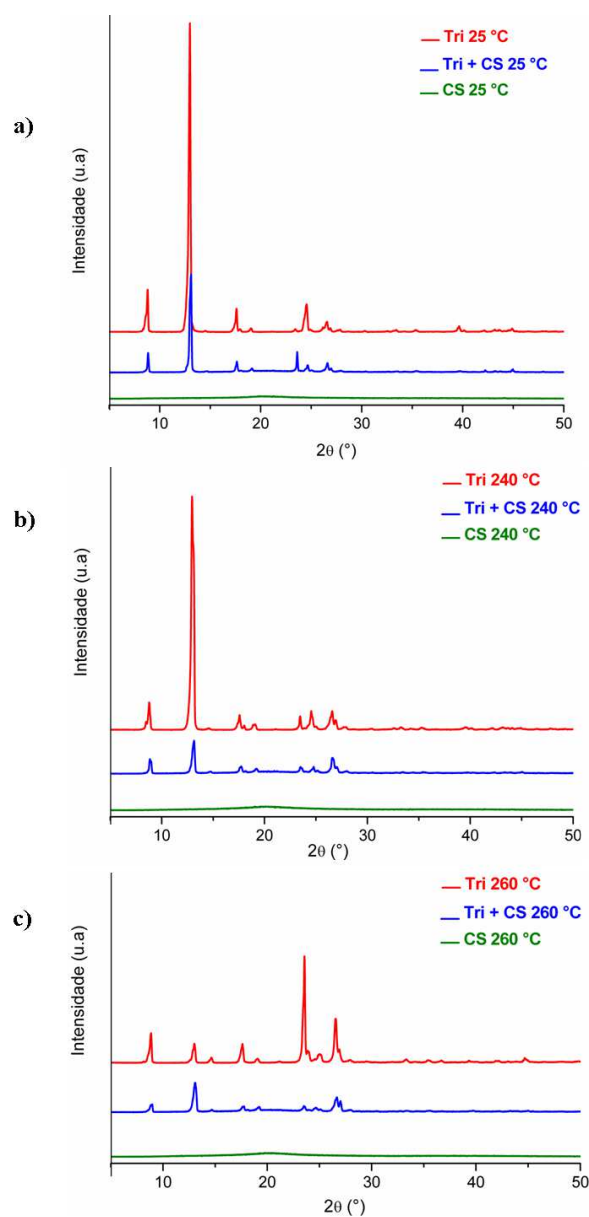 a)
Tri 25 °C
Tri + CS 25 °C
CS 25 °C
Intensidade (u.a)
10 20 30 40 50
2θ (°)
b)
Tri 240 °C
Tri + CS 240 °C
CS 240 °C
Intensidade (u.a)
10 20 30 40 50
2θ (°)
c)
Tri 260 °C
Tri + CS 260 °C
CS 260 °C
Intensidade (u.a)
10 20 30 40 50
2θ (°)